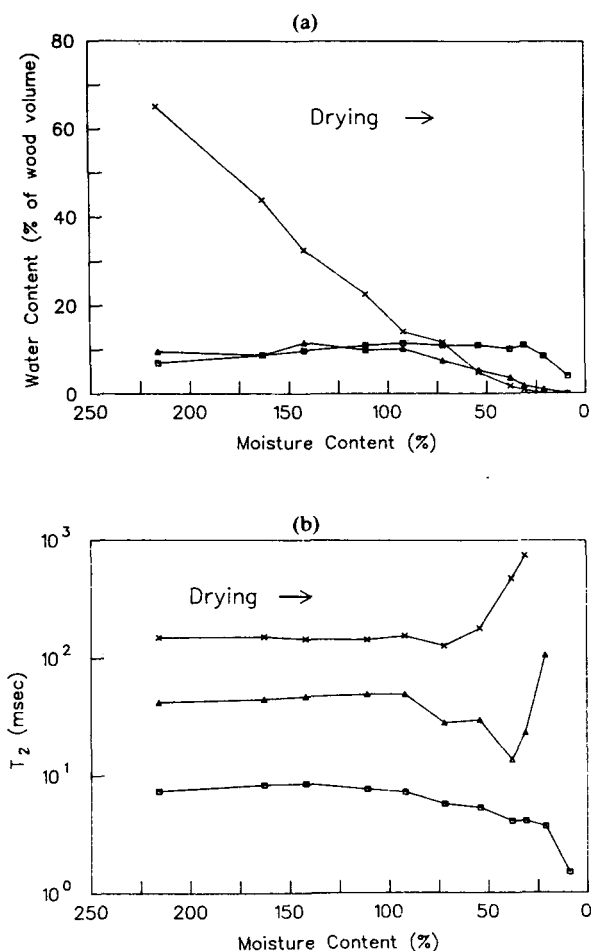 (a)
80
60
40
20
0
Water Content (% of wood volume)
Drying →
250 200 150 100 50 0
Moisture Content (%)
(b)
10³
10²
10¹
10⁰
T₂ (msec)
Drying →
250 200 150 100 50 0
Moisture Content (%)